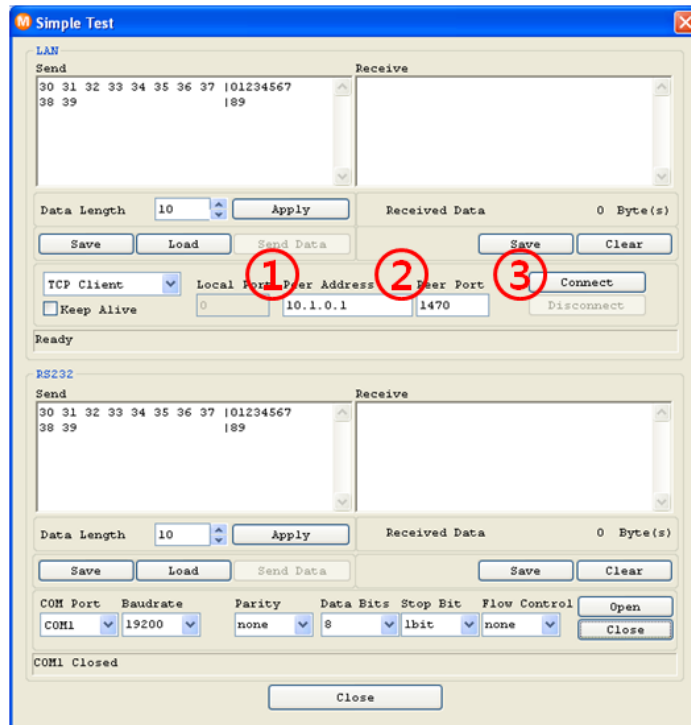 Simple Test
LAN
Send Receive
30 31 32 33 34 35 36 37 |01234567
38 39 |89
Data Length 10 Apply Received Data 0 Byte(s)
Save Load Send Data Save Clear
① ② ③
TCP Client Local Port Peer Address Peer Port Connect
Keep Alive 0 10.1.0.1 1470 Disconnect
Ready
RS232
Send Receive
30 31 32 33 34 35 36 37 |01234567
38 39 |89
Data Length 10 Apply Received Data 0 Byte(s)
Save Load Send Data Save Clear
COM Port Baudrate Parity Data Bits Stop Bit Flow Control Open
COM1 19200 none 8 1bit none Close
COM1 Closed
Close